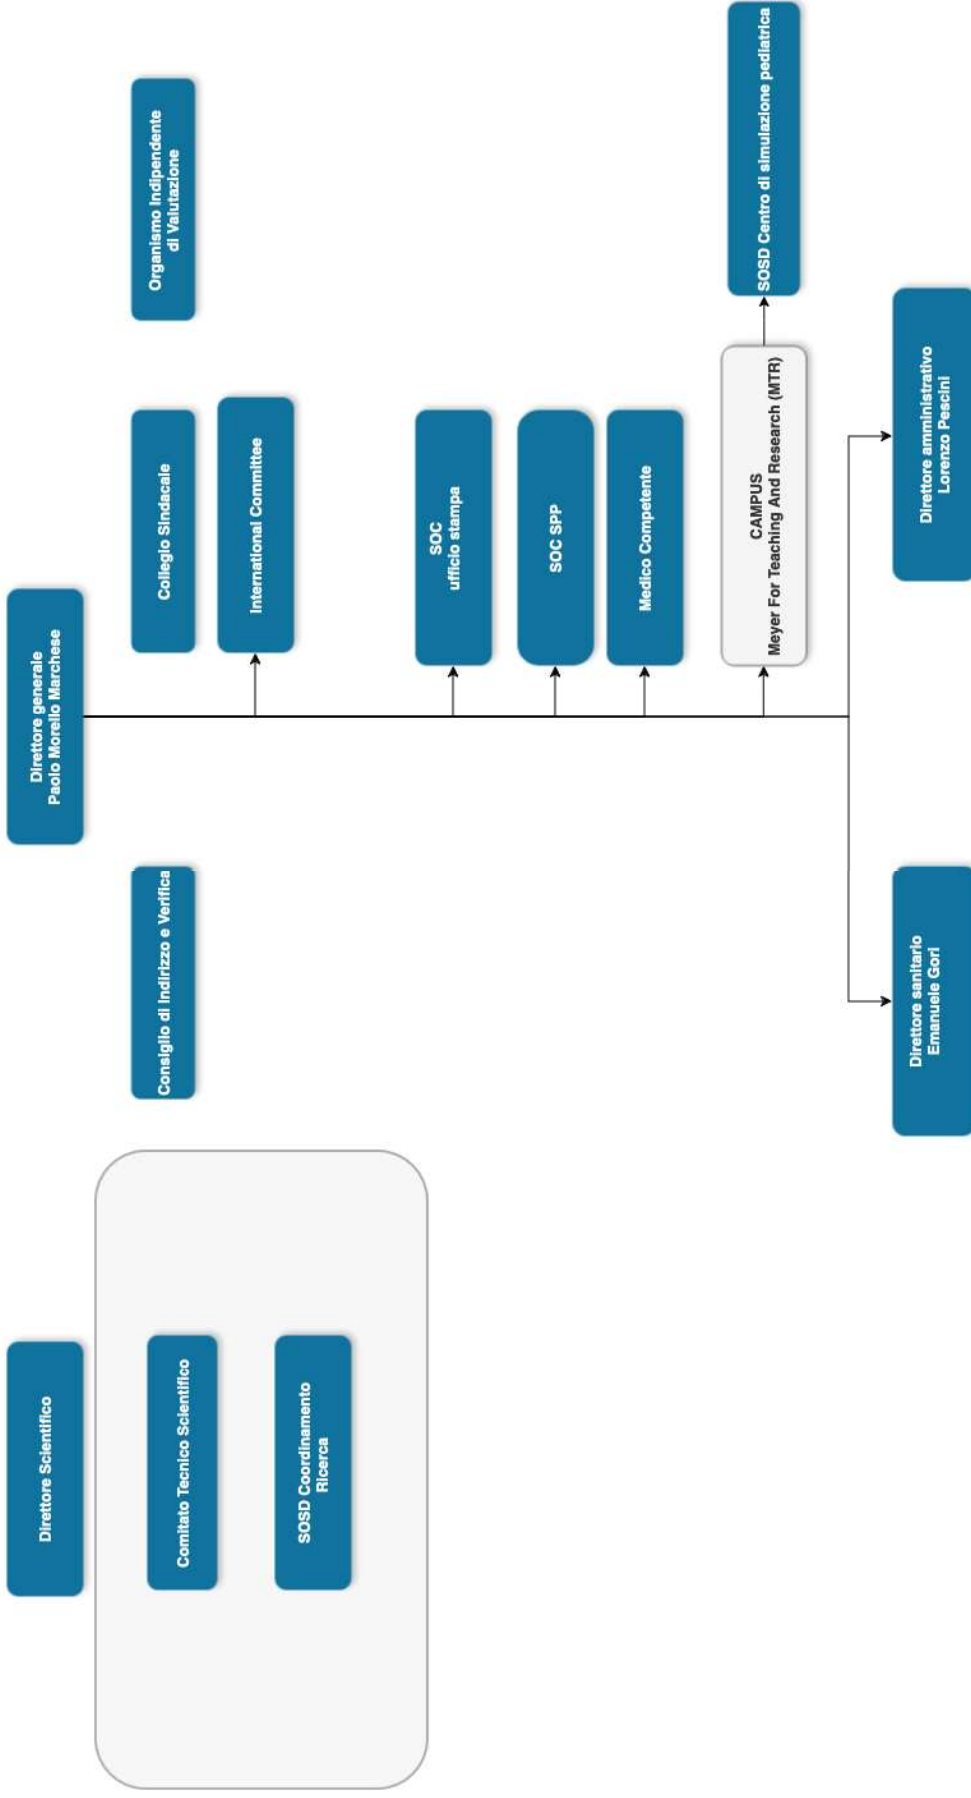 Direttore Scientifico
Direttore generale
Paolo Morello Marchese
Consiglio di Indirizzo e Verifica
Collegio Sindacale
Organismo Indipendente
di Valutazione
Comitato Tecnico Scientifico
International Committee
SOSD Coordinamento
Ricerca
SOC
ufficio stampa
SOC SPP
Medico Competente
CAMPUS
Meyer For Teaching And Research (MTR)
SOSD Centro di simulazione pediatrica
Direttore sanitario
Emanuele Gori
Direttore amministrativo
Lorenzo Pescini